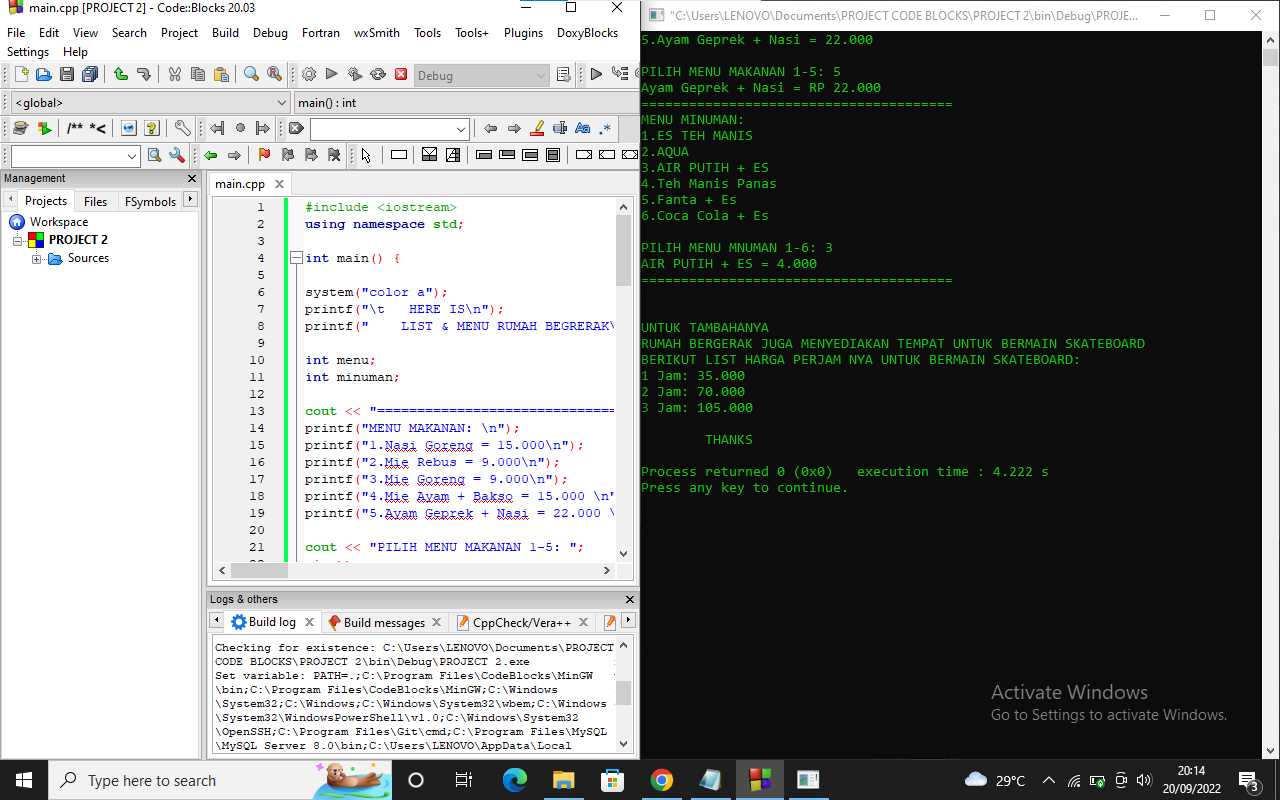 main.cpp [PROJECT 2] - Code::Blocks 20.03
File Edit View Search Project Build Debug Fortran wxSmith Tools Tools+ Plugins DoxyBlocks
Settings Help
Debug
<global>
main() : int
/** *<
Aa .*
Management
Projects Files FSymbols
Workspace
PROJECT 2
Sources
main.cpp
1 #include <iostream>
2 using namespace std;
3
4 int main() {
5
6 system("color a");
7 printf("\t   HERE IS\n");
8 printf("    LIST & MENU RUMAH BEGRERAK\
9
10 int menu;
11 int minuman;
12
13 cout << "==============================
14 printf("MENU MAKANAN: \n");
15 printf("1.Nasi Goreng = 15.000\n");
16 printf("2.Mie Rebus = 9.000\n");
17 printf("3.Mie Goreng = 9.000\n");
18 printf("4.Mie Ayam + Bakso = 15.000 \n"
19 printf("5.Ayam Geprek + Nasi = 22.000 \
20
21 cout << "PILIH MENU MAKANAN 1-5: ";
Logs & others
Build log Build messages CppCheck/Vera++
Checking for existence: C:\Users\LENOVO\Documents\PROJECT
CODE BLOCKS\PROJECT 2\bin\Debug\PROJECT 2.exe
Set variable: PATH=.;C:\Program Files\CodeBlocks\MinGW
\bin;C:\Program Files\CodeBlocks\MinGW;C:\Windows
\System32;C:\Windows;C:\Windows\System32\wbem;C:\Windows
\System32\WindowsPowerShell\v1.0;C:\Windows\System32
\OpenSSH;C:\Program Files\Git\cmd;C:\Program Files\MySQL
\MySQL Server 8.0\bin;C:\Users\LENOVO\AppData\Local
"C:\Users\LENOVO\Documents\PROJECT CODE BLOCKS\PROJECT 2\bin\Debug\PROJE...
5.Ayam Geprek + Nasi = 22.000

PILIH MENU MAKANAN 1-5: 5
Ayam Geprek + Nasi = RP 22.000
=======================================
MENU MINUMAN:
1.ES TEH MANIS
2.AQUA
3.AIR PUTIH + ES
4.Teh Manis Panas
5.Fanta + Es
6.Coca Cola + Es

PILIH MENU MNUMAN 1-6: 3
AIR PUTIH + ES = 4.000
=======================================

UNTUK TAMBAHANYA
RUMAH BERGERAK JUGA MENYEDIAKAN TEMPAT UNTUK BERMAIN SKATEBOARD
BERIKUT LIST HARGA PERJAM NYA UNTUK BERMAIN SKATEBOARD:
1 Jam: 35.000
2 Jam: 70.000
3 Jam: 105.000

THANKS

Process returned 0 (0x0)   execution time : 4.222 s
Press any key to continue.
Activate Windows
Go to Settings to activate Windows.
Type here to search
29°C
20:14
20/09/2022
3